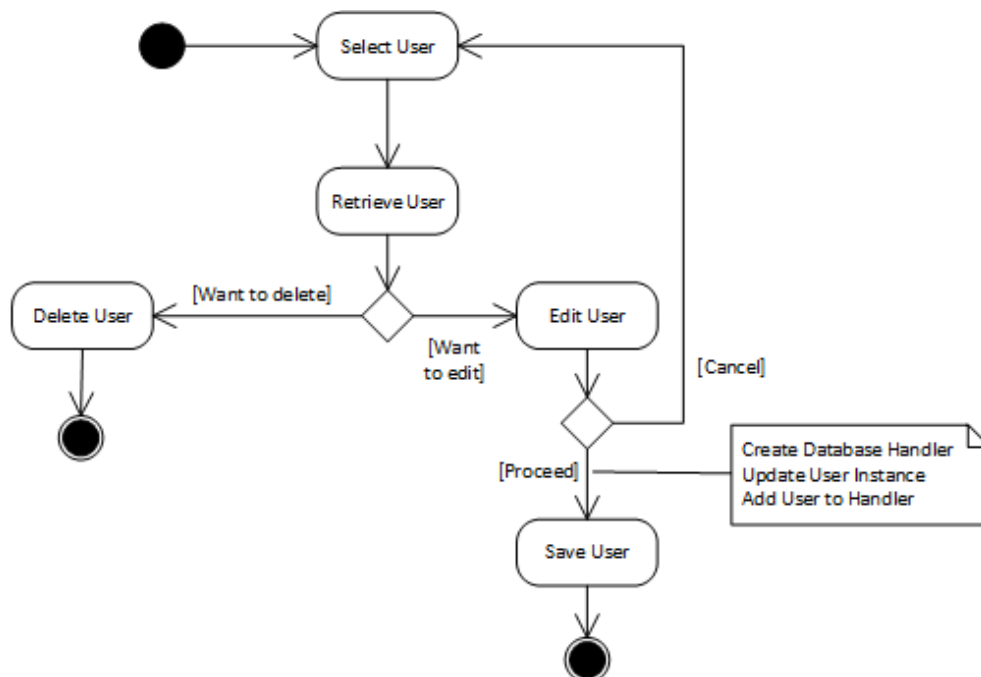 Select User
Retrieve User
[Want to delete]
Delete User
Edit User
[Want
to edit]
[Cancel]
[Proceed]
Create Database Handler
Update User Instance
Add User to Handler
Save User